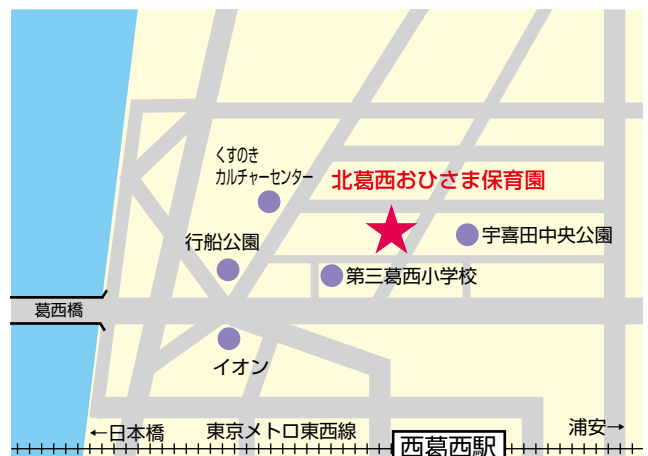 くすのき
カルチャーセンター
北葛西おひさま保育園
行船公園
宇喜田中央公園
第三葛西小学校
葛西橋
イオン
←日本橋
東京メトロ東西線
浦安→
西葛西駅